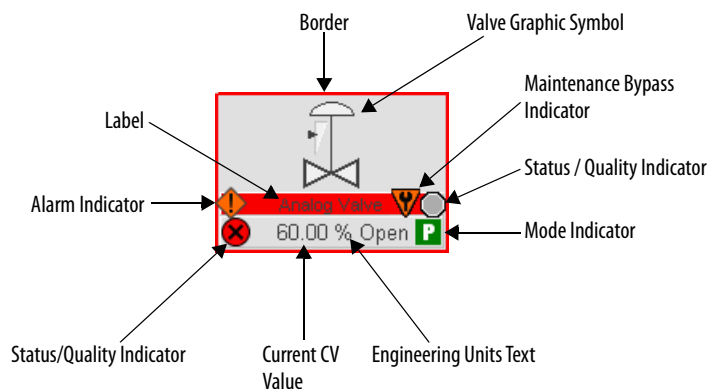 Border
Valve Graphic Symbol
Maintenance Bypass
Indicator
Label
Status / Quality Indicator
Alarm Indicator
Analog Valve
Mode Indicator
60.00 % Open P
Status/Quality Indicator
Current CV
Value
Engineering Units Text